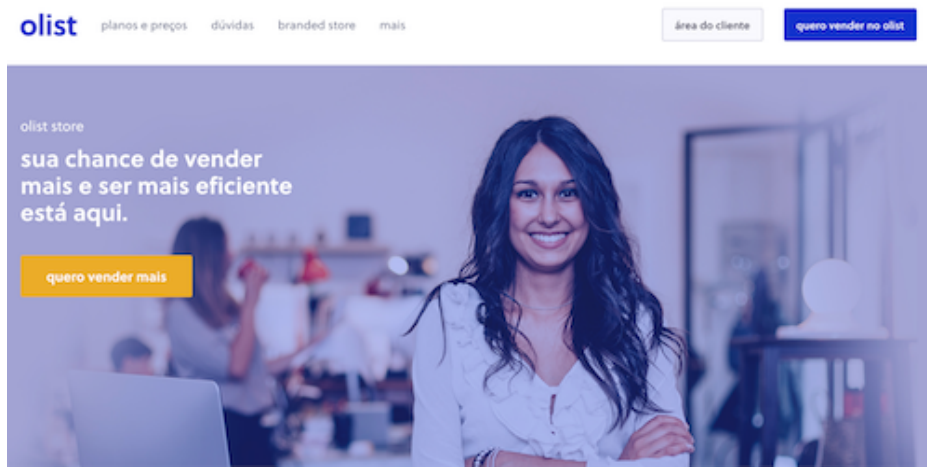 olist
planos e preços
dúvidas
branded store
mais
área do cliente
quero vender no olist
olist store
sua chance de vender
mais e ser mais eficiente
está aqui.
quero vender mais